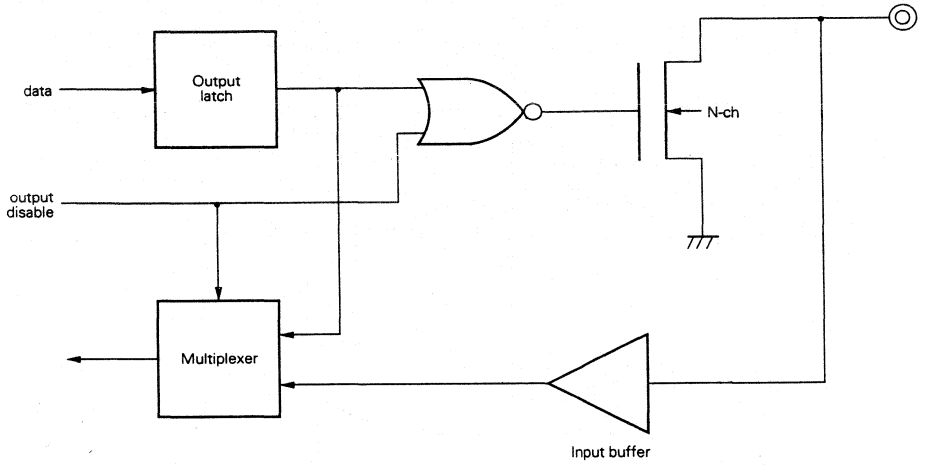 Output
latch
data
N-ch
output
disable
Multiplexer
Input buffer